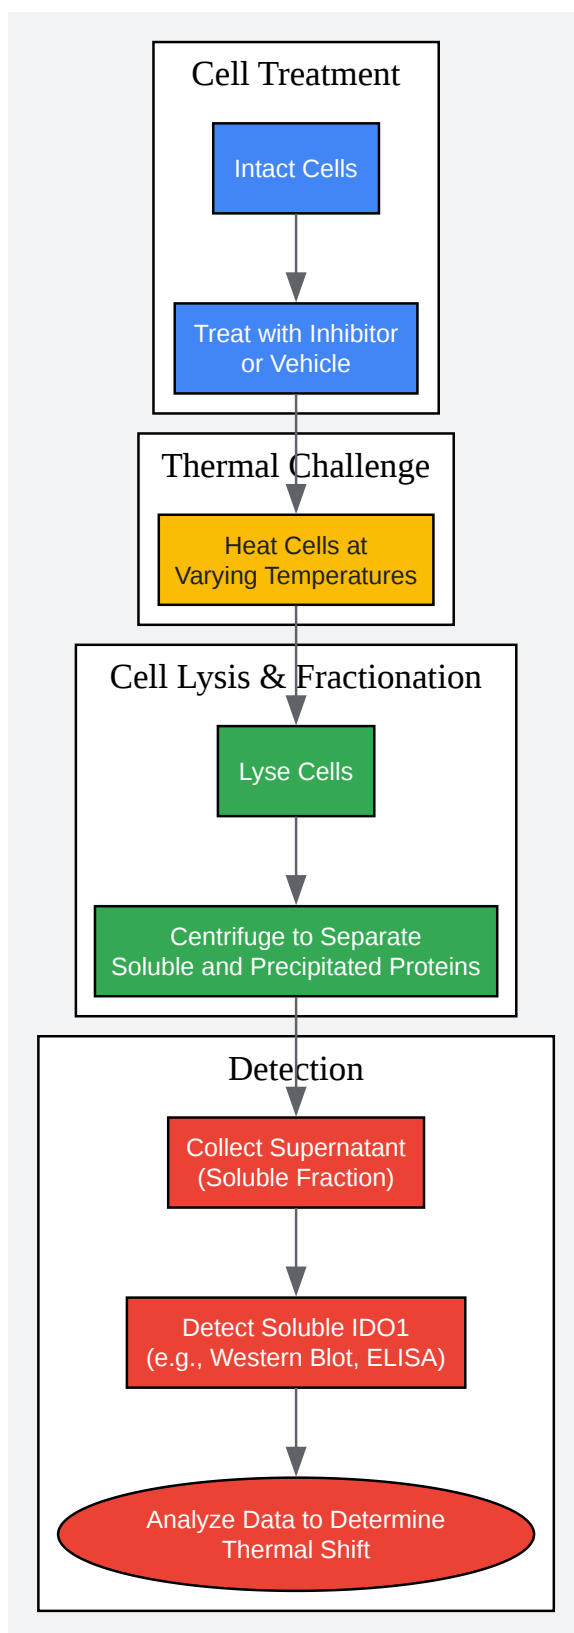 Cell Treatment
Intact Cells
Treat with Inhibitor
or Vehicle
Thermal Challenge
Heat Cells at
Varying Temperatures
Cell Lysis & Fractionation
Lyse Cells
Centrifuge to Separate
Soluble and Precipitated Proteins
Detection
Collect Supernatant
(Soluble Fraction)
Detect Soluble IDO1
(e.g., Western Blot, ELISA)
Analyze Data to Determine
Thermal Shift